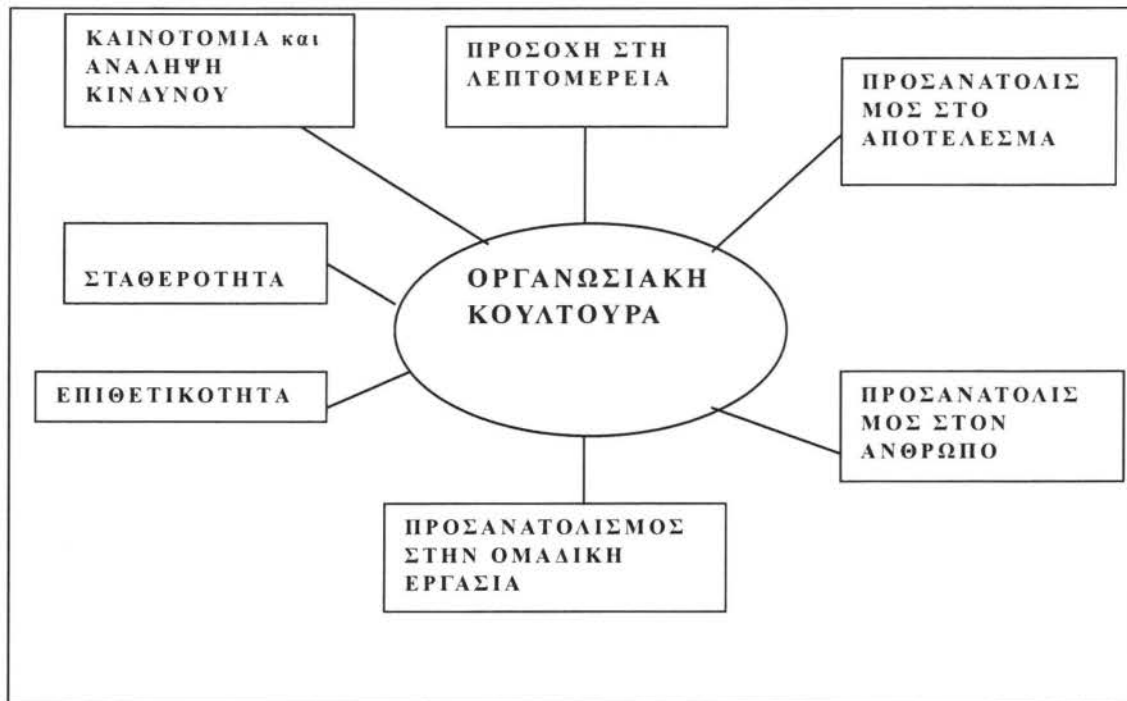 ΚΑΙΝΟΤΟΜΙΑ και
ΑΝΑΛΗΨΗ
ΚΙΝΔΥΝΟΥ
ΠΡΟΣΟΧΗ ΣΤΗ
ΛΕΠΤΟΜΕΡΕΙΑ
ΠΡΟΣΑΝΑΤΟΛΙΣ
ΜΟΣ ΣΤΟ
ΑΠΟΤΕΛΕΣΜΑ
ΣΤΑΘΕΡΟΤΗΤΑ
ΟΡΓΑΝΩΣΙΑΚΗ
ΚΟΥΛΤΟΥΡΑ
ΕΠΙΘΕΤΙΚΟΤΗΤΑ
ΠΡΟΣΑΝΑΤΟΛΙΣ
ΜΟΣ ΣΤΟΝ
ΑΝΘΡΩΠΟ
ΠΡΟΣΑΝΑΤΟΛΙΣΜΟΣ
ΣΤΗΝ ΟΜΑΔΙΚΗ
ΕΡΓΑΣΙΑ